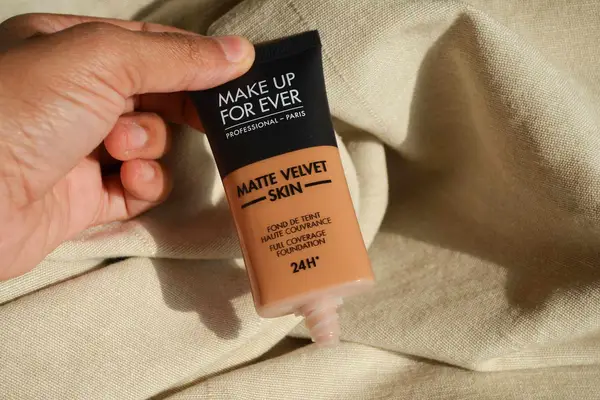 MAKE UP
FOR EVER
PROFESSIONAL – PARIS
MATTE VELVET
SKIN
FOND DE TEINT
HAUTE COUVRANCE
FULL COVERAGE
FOUNDATION
24H*